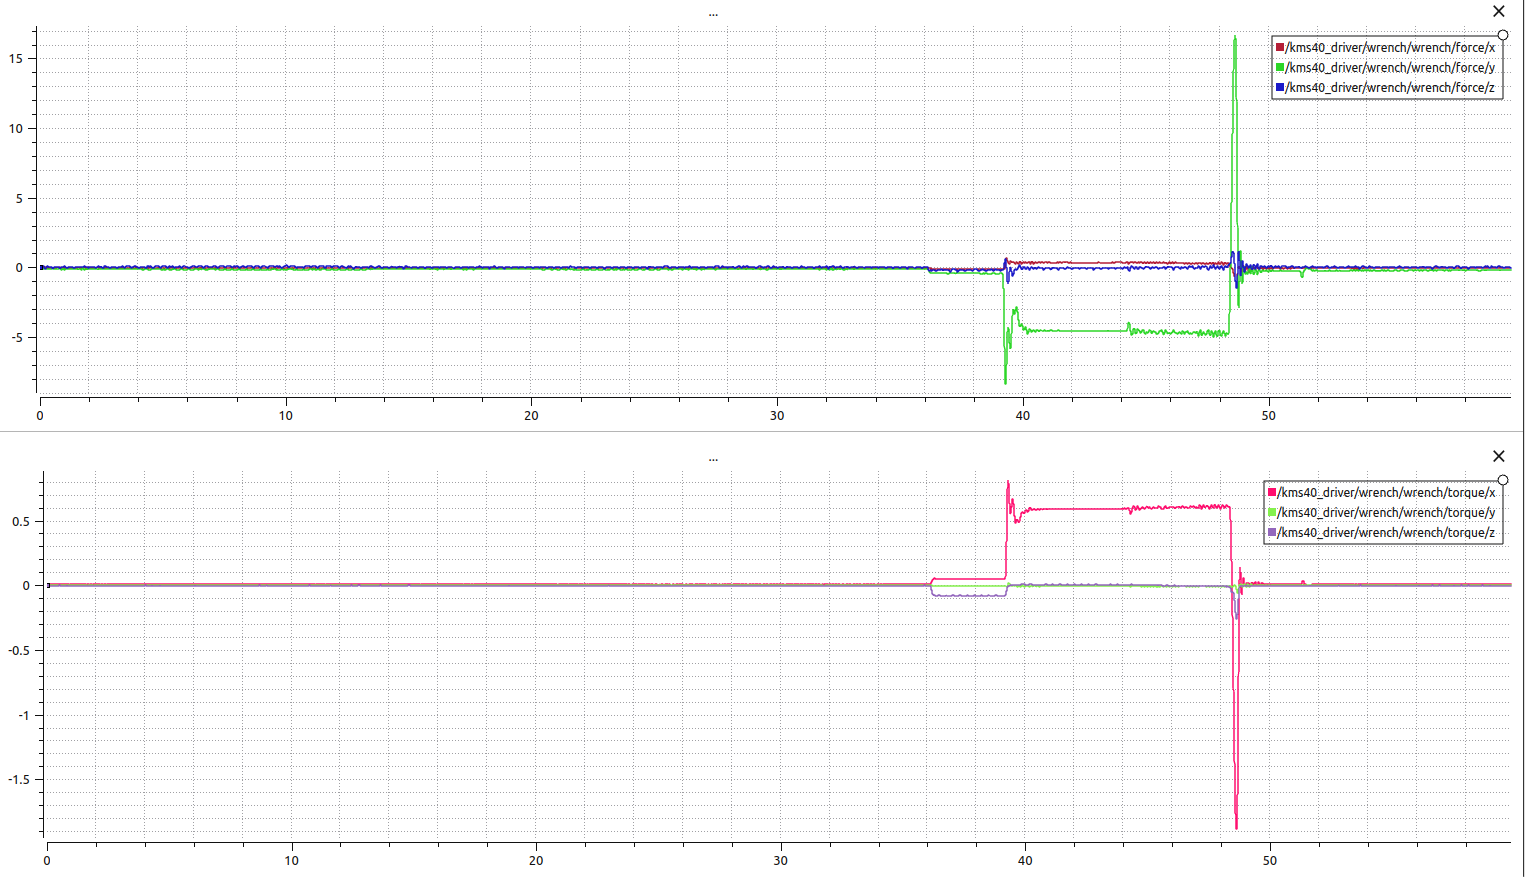 ...
15
10
5
0
-5
/kms40_driver/wrench/wrench/force/x
/kms40_driver/wrench/wrench/force/y
/kms40_driver/wrench/wrench/force/z
0 10 20 30 40 50
...
0.5
0
-0.5
-1
-1.5
/kms40_driver/wrench/wrench/torque/x
/kms40_driver/wrench/wrench/torque/y
/kms40_driver/wrench/wrench/torque/z
0 10 20 30 40 50